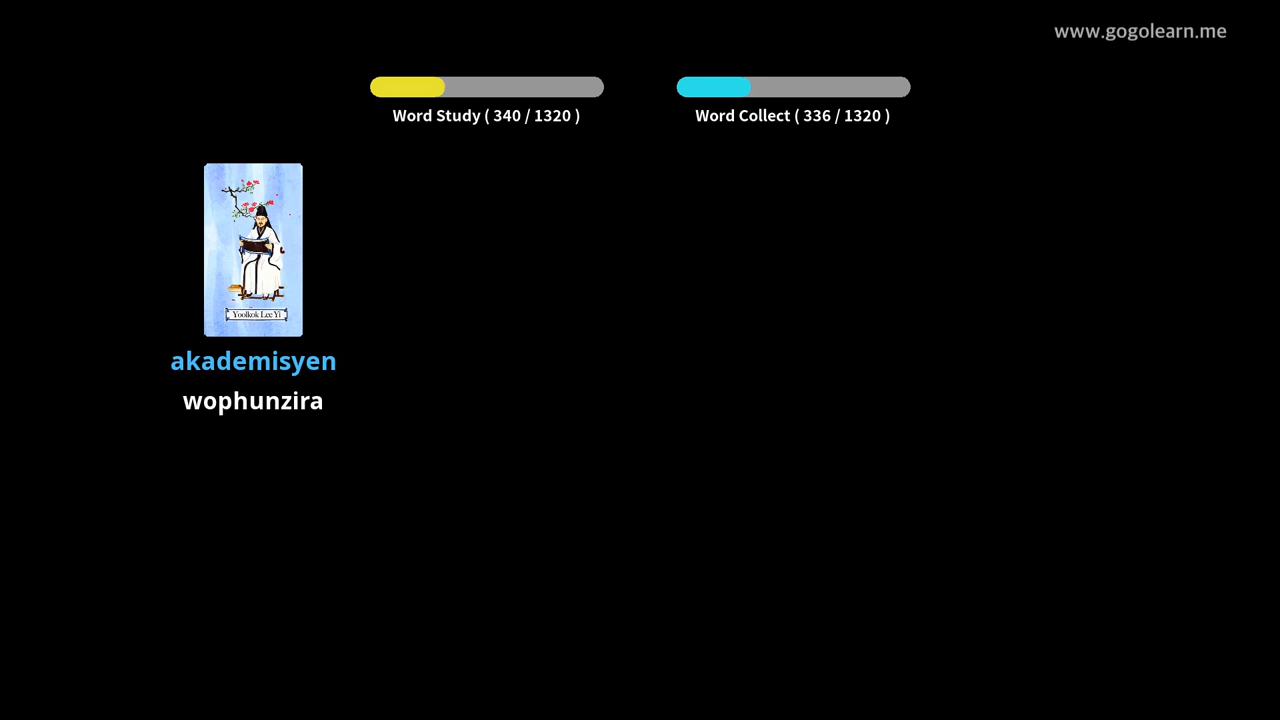 www.gogolearn.me
Word Study ( 340 / 1320 )
Word Collect ( 336 / 1320 )
Yoolkok Lee Yi
akademisyen
wophunzira